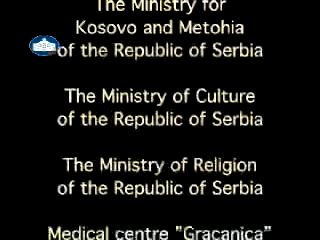 The Ministry for
Kosovo and Metohia
of the Republic of Serbia
The Ministry of Culture
of the Republic of Serbia
The Ministry of Religion
of the Republic of Serbia
Medical centre "Gracanica"